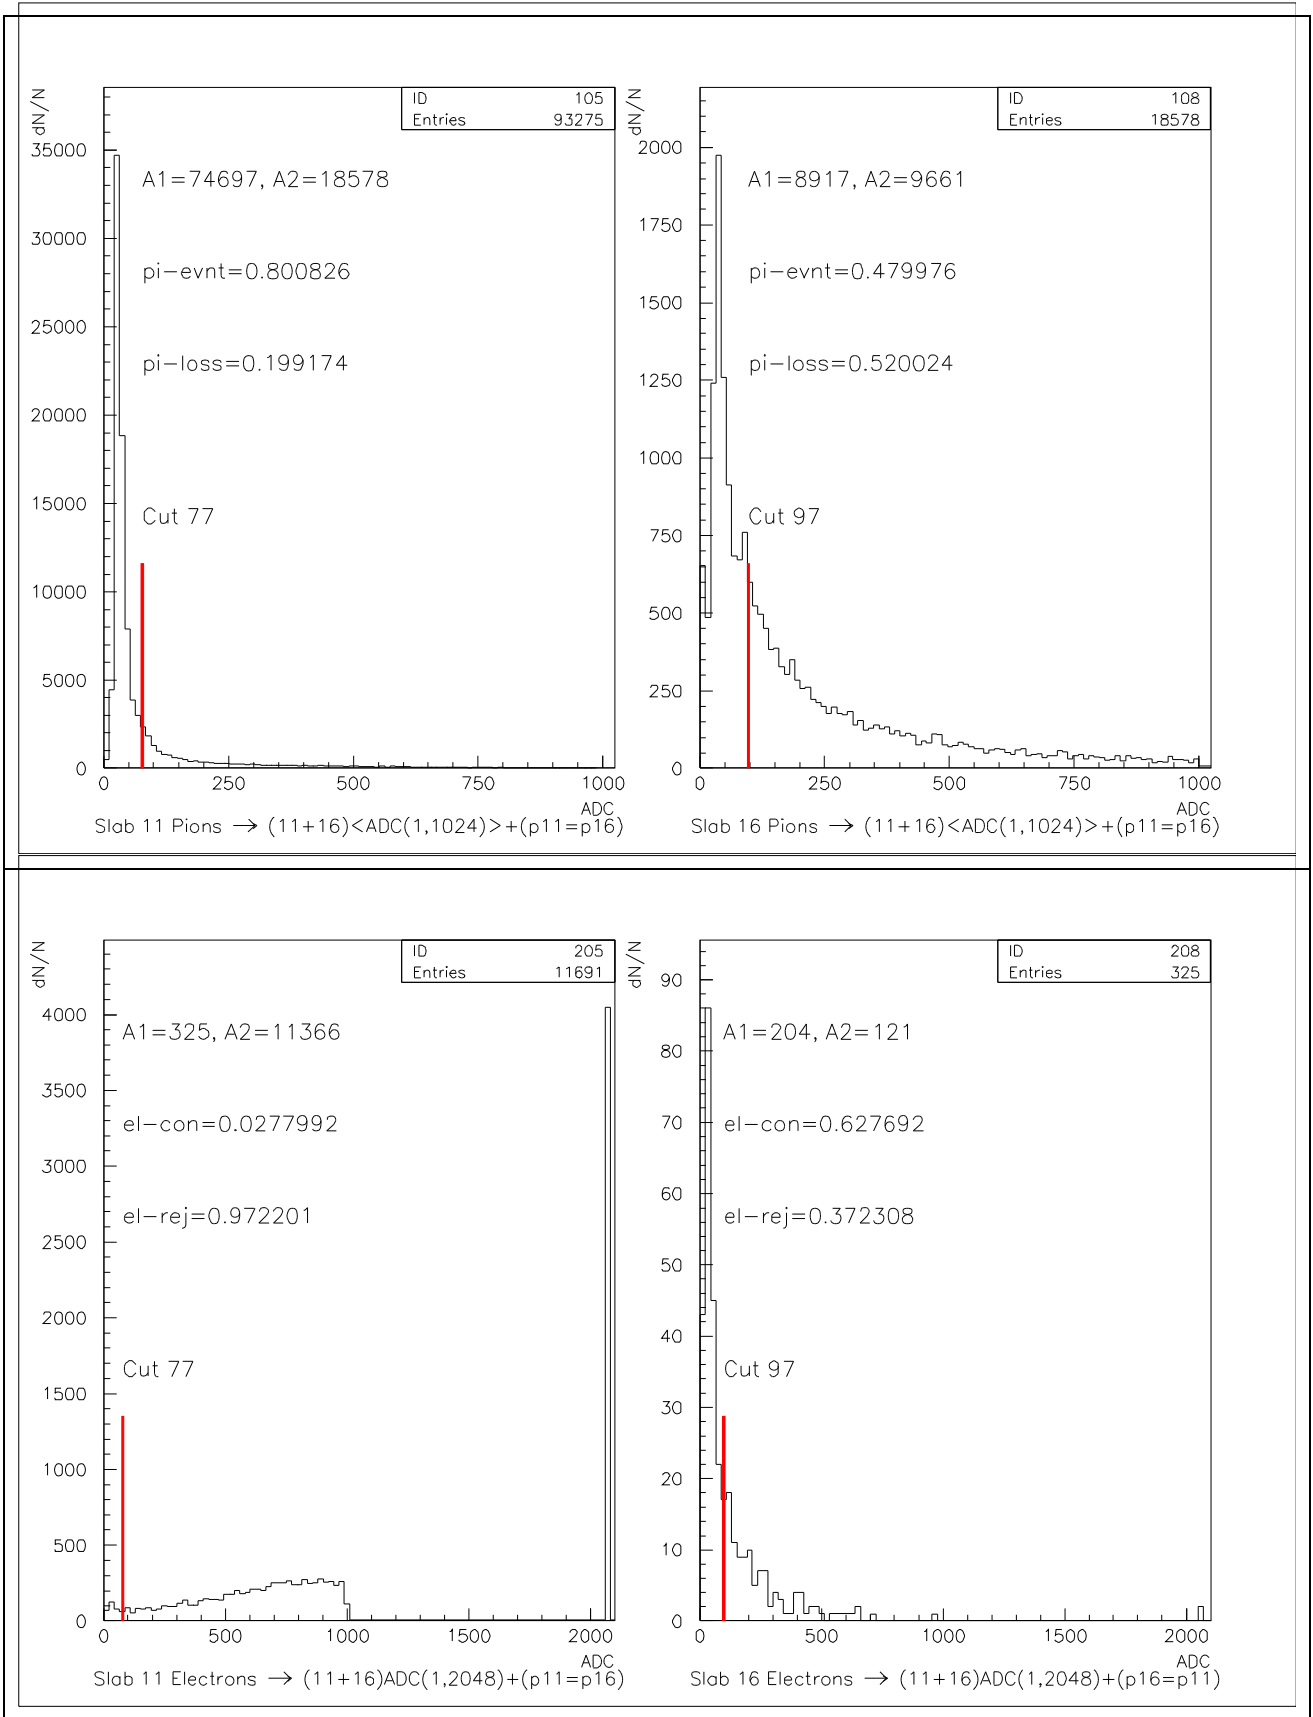 dN/N
ID 105
Entries 93275
35000
30000
25000
20000
15000
10000
5000
0
A1=74697, A2=18578
pi-evnt=0.800826
pi-loss=0.199174
Cut 77
0 250 500 750 1000
ADC
Slab 11 Pions → (11+16)<ADC(1,1024)>+(p11=p16)
dN/N
ID 108
Entries 18578
2000
1750
1500
1250
1000
750
500
250
0
A1=8917, A2=9661
pi-evnt=0.479976
pi-loss=0.520024
Cut 97
0 250 500 750 1000
ADC
Slab 16 Pions → (11+16)<ADC(1,1024)>+(p11=p16)
dN/N
ID 205
Entries 11691
4000
3500
3000
2500
2000
1500
1000
500
0
A1=325, A2=11366
el-con=0.0277992
el-rej=0.972201
Cut 77
0 500 1000 1500 2000
ADC
Slab 11 Electrons → (11+16)ADC(1,2048)+(p11=p16)
dN/N
ID 208
Entries 325
90
80
70
60
50
40
30
20
10
0
A1=204, A2=121
el-con=0.627692
el-rej=0.372308
Cut 97
0 500 1000 1500 2000
ADC
Slab 16 Electrons → (11+16)ADC(1,2048)+(p16=p11)